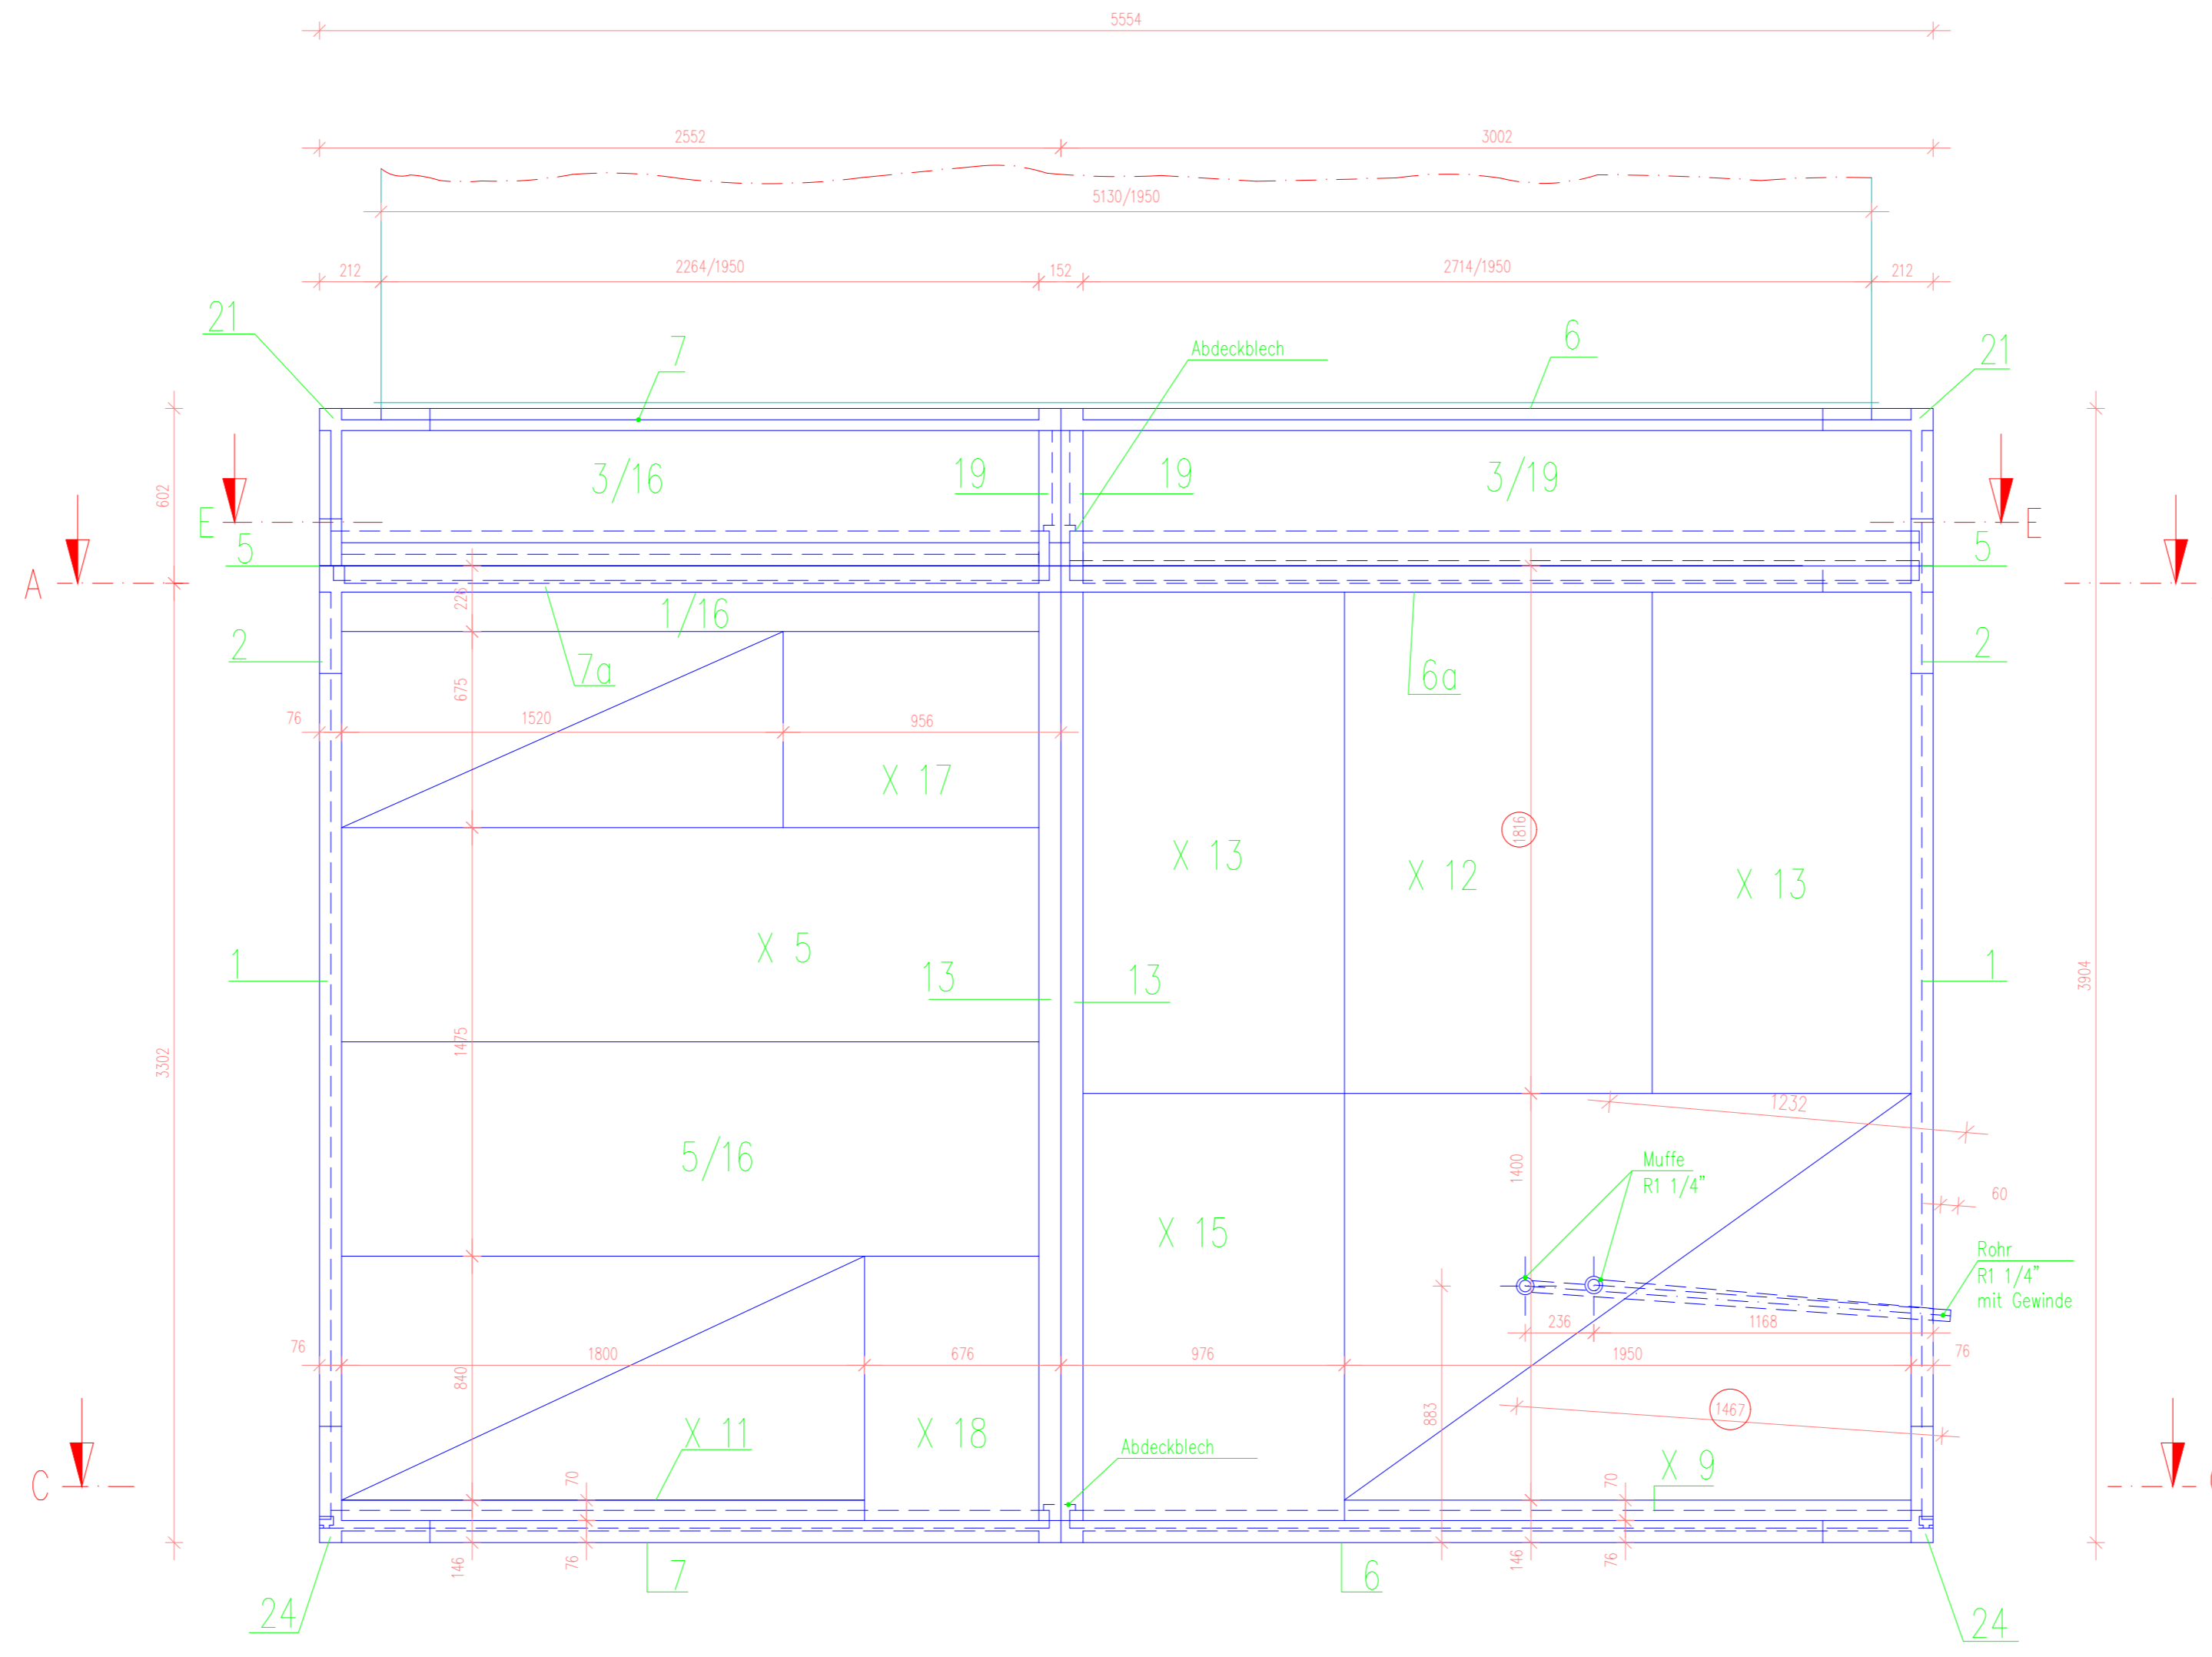 5554
2552
3002
5130/1950
212
2264/1950
152
2714/1950
212
21
7
Abdeckblech
6
21
3/16
19
19
3/19
602
E
E
5
5
A
226
1/16
2
7a
6a
2
675
76
1520
956
X 17
1816
X 13
X 12
X 13
X 5
13
13
1
1
3904
1475
3302
1232
5/16
1400
Muffe
R1 1/4"
60
X 15
Rohr
R1 1/4"
mit Gewinde
236
1168
76
1800
676
976
1950
76
840
883
1467
X 11
X 18
Abdeckblech
X 9
70
70
C
146
76
7
6
146
76
24
24